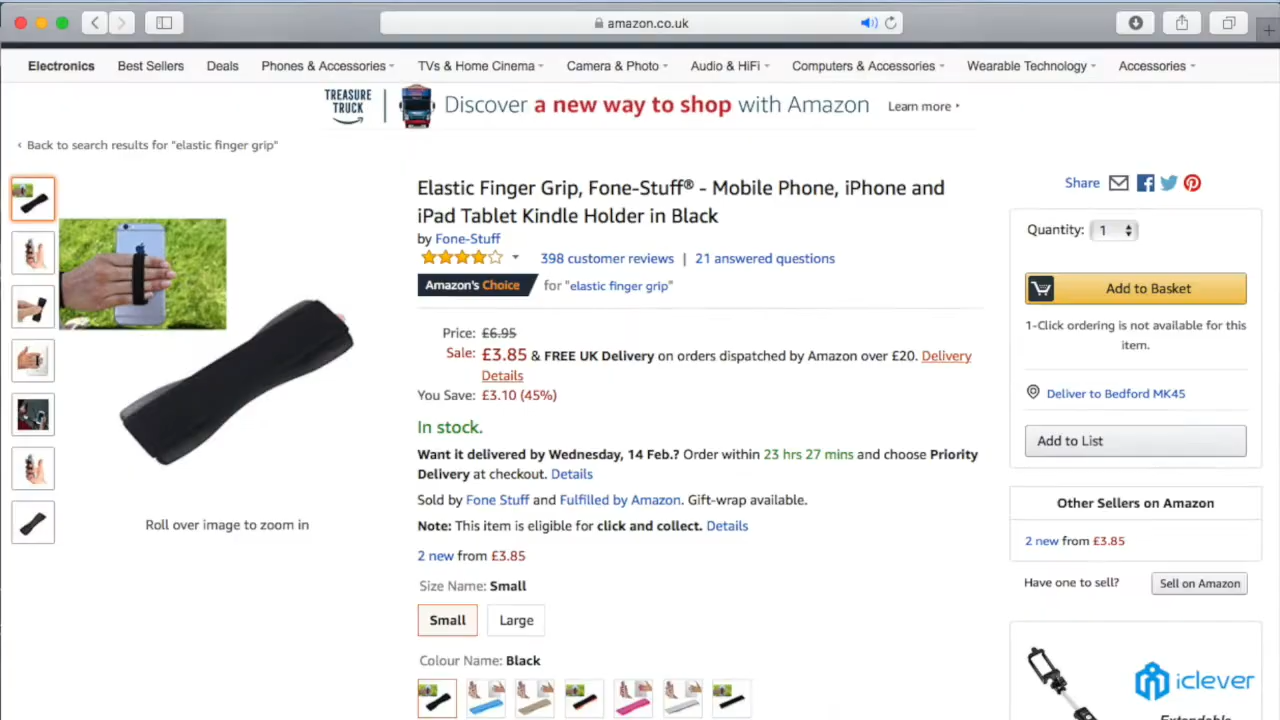 amazon.co.uk
Electronics Best Sellers Deals Phones & Accessories TVs & Home Cinema Camera & Photo Audio & HiFi Computers & Accessories Wearable Technology Accessories
TREASURE
TRUCK
Discover a new way to shop with Amazon Learn more
‹ Back to search results for "elastic finger grip"
Elastic Finger Grip, Fone-Stuff® - Mobile Phone, iPhone and
iPad Tablet Kindle Holder in Black
by Fone-Stuff
398 customer reviews | 21 answered questions
Amazon's Choice for "elastic finger grip"
Price: £6.95
Sale: £3.85 & FREE UK Delivery on orders dispatched by Amazon over £20. Delivery
Details
You Save: £3.10 (45%)
In stock.
Want it delivered by Wednesday, 14 Feb.? Order within 23 hrs 27 mins and choose Priority
Delivery at checkout. Details
Sold by Fone Stuff and Fulfilled by Amazon. Gift-wrap available.
Note: This item is eligible for click and collect. Details
2 new from £3.85
Size Name: Small
Small Large
Colour Name: Black
Roll over image to zoom in
Share
Quantity: 1
Add to Basket
1-Click ordering is not available for this
item.
Deliver to Bedford MK45
Add to List
Other Sellers on Amazon
2 new from £3.85
Have one to sell? Sell on Amazon
iclever
Extendable